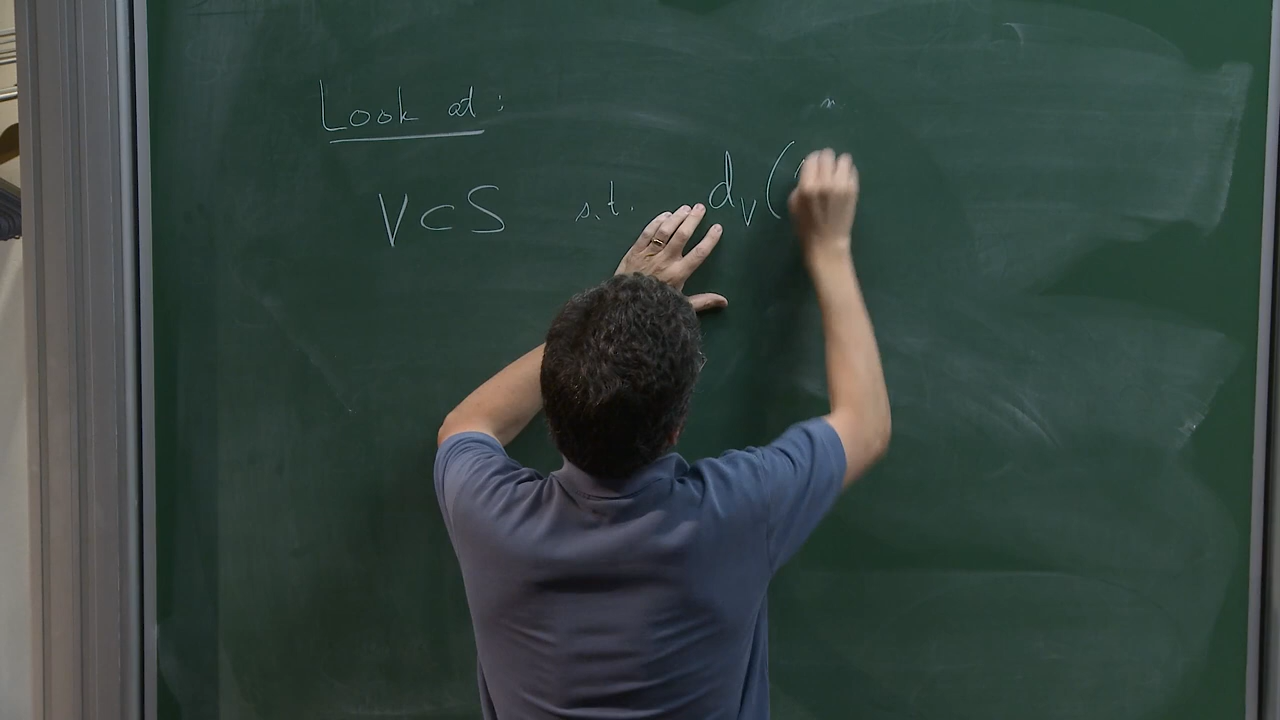 Look at:
V ⊂ S s.t. d_V(